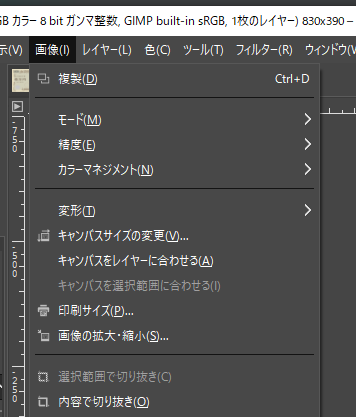 GB カラー 8 bit ガンマ整数, GIMP built-in sRGB, 1枚のレイヤー) 830x390 –
示(V) 画像(I) レイヤー(L) 色(C) ツール(T) フィルター(R) ウィンドウ(W
複製(D) Ctrl+D
モード(M)
精度(E)
カラーマネジメント(N)
変形(T)
キャンバスサイズの変更(V)...
キャンバスをレイヤーに合わせる(A)
キャンバスを選択範囲に合わせる(I)
印刷サイズ(P)...
画像の拡大・縮小(S)...
選択範囲で切り抜き(C)
内容で切り抜き(O)
-750
-500
-250